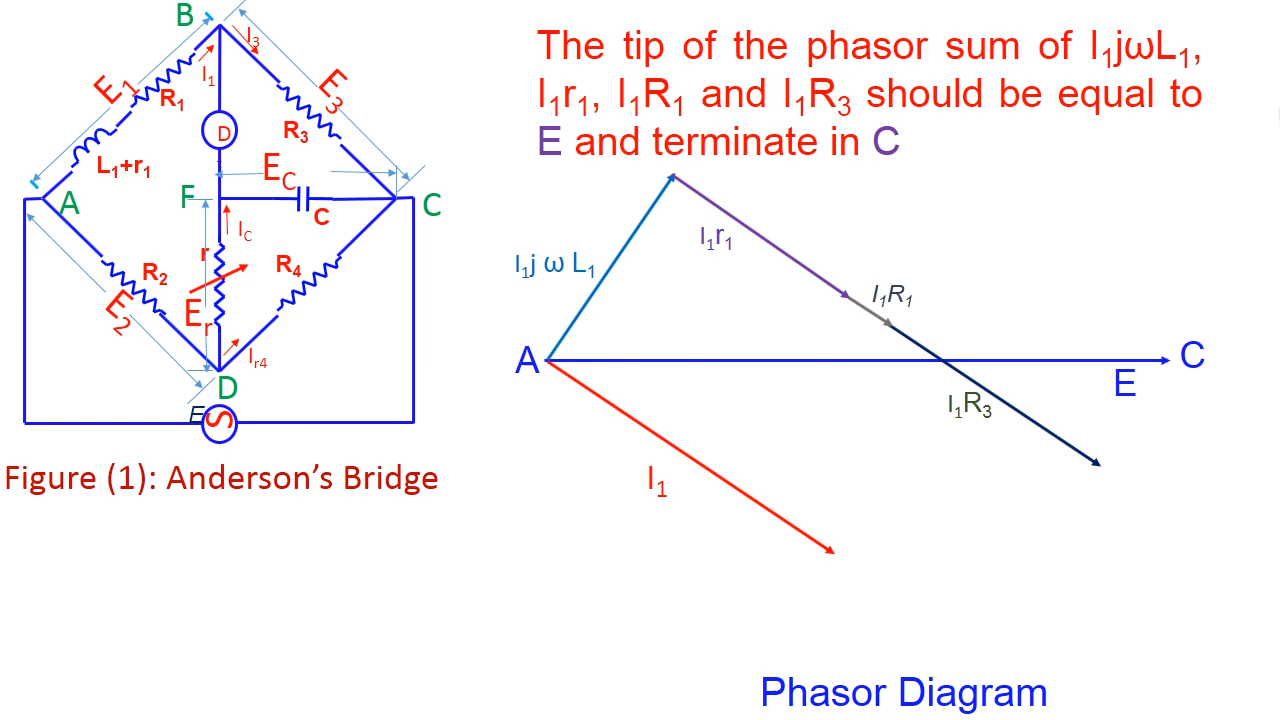 The tip of the phasor sum of I₁jωL₁,
I₁r₁, I₁R₁ and I₁R₃ should be equal to
E and terminate in C
B
I₃
E₁
I₁
E₃
R₁
D
R₃
L₁+r₁
E_C
F
A
C
C
I_C
r
R₂
R₄
E₂
E_r
I_r4
D
E
Figure (1): Anderson's Bridge
I₁r₁
I₁j ω L₁
I₁R₁
A
C
E
I₁R₃
I₁
Phasor Diagram